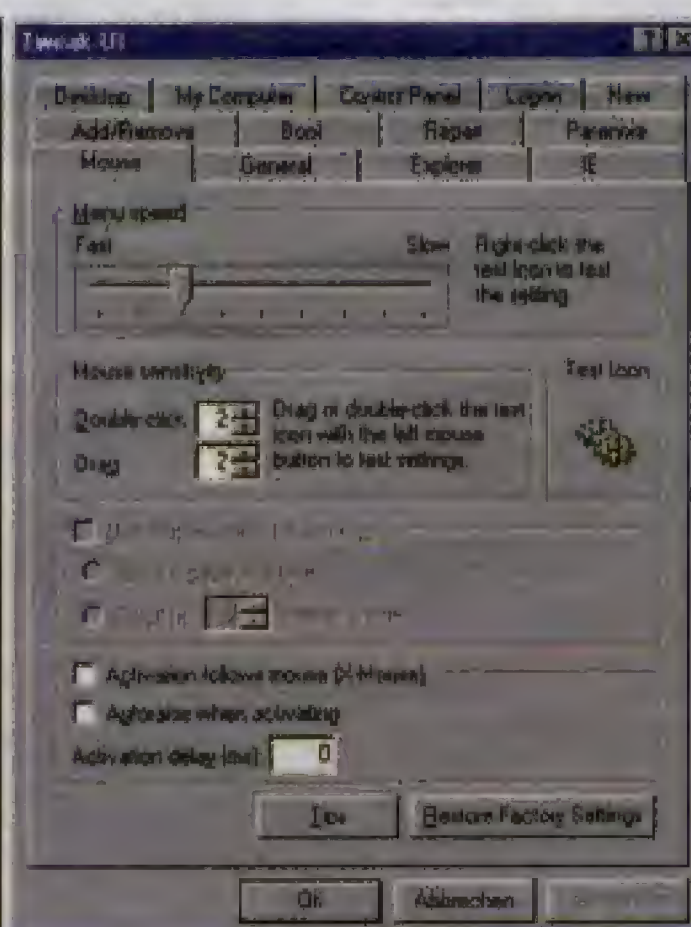 Tweak UI
Desktop My Computer Control Panel Logon New
Add/Remove Boot Repair Paranoia
Mouse General Explorer IE
Menu speed
Fast Slow
Right-click the
test icon to test
the setting
Mouse sensitivity
Double-click 2
Drag 2
Drag or double-click the test
icon with the left mouse
button to test settings.
Test Icon
Activation follows mouse (X-Mouse)
Autoraise when activating
Activation delay (ms) 0
Tips Restore Factory Settings
OK Abbrechen